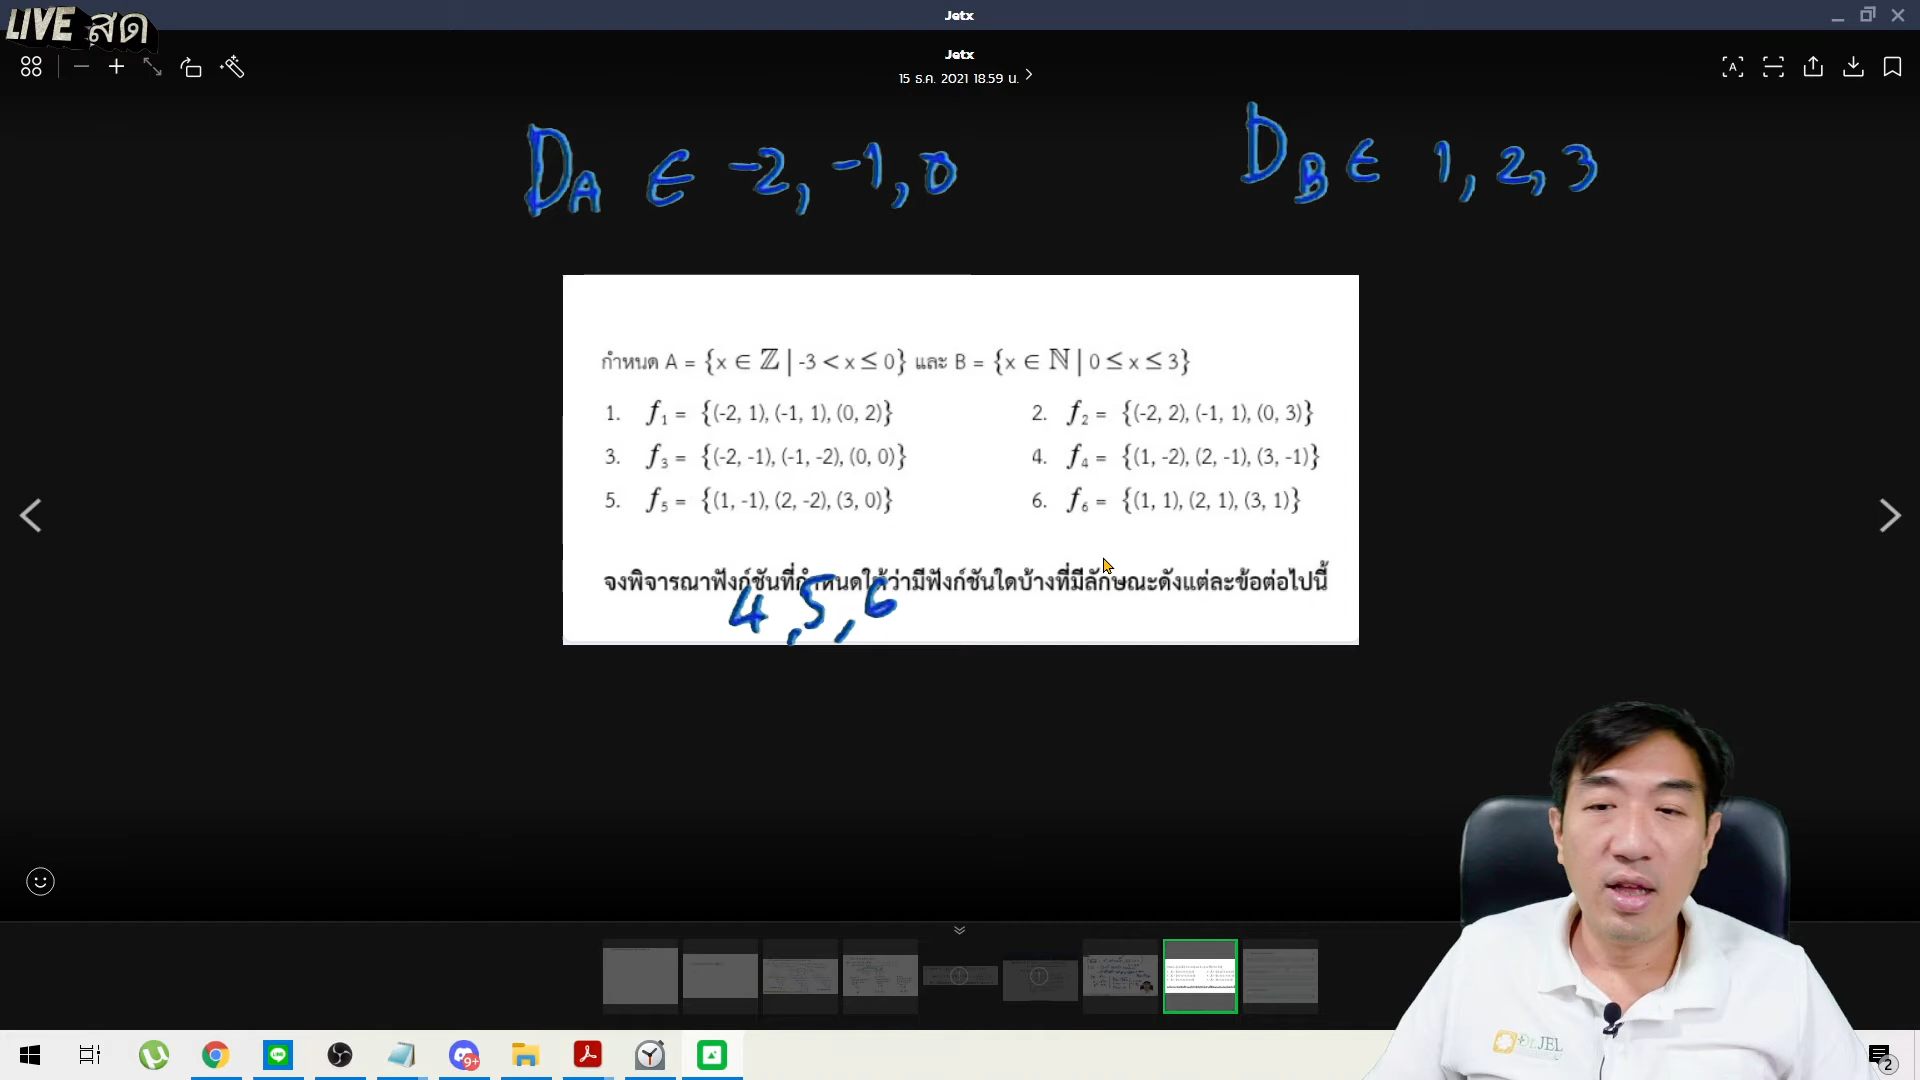 LIVE สด
Jetx
Jetx
15 ธ.ค. 2021 18.59 น.
D_A ∈ -2, -1, 0
D_B ∈ 1, 2, 3
กำหนด A = {x ∈ ℤ | -3 < x ≤ 0} และ B = {x ∈ ℕ | 0 ≤ x ≤ 3}
1. f₁ = {(-2, 1), (-1, 1), (0, 2)} 2. f₂ = {(-2, 2), (-1, 1), (0, 3)}
3. f₃ = {(-2, -1), (-1, -2), (0, 0)} 4. f₄ = {(1, -2), (2, -1), (3, -1)}
5. f₅ = {(1, -1), (2, -2), (3, 0)} 6. f₆ = {(1, 1), (2, 1), (3, 1)}
จงพิจารณาฟังก์ชันที่กำหนดให้ว่ามีฟังก์ชันใดบ้างที่มีลักษณะดังแต่ละข้อต่อไปนี้
4, 5, 6
Dr.JEL
9+
2